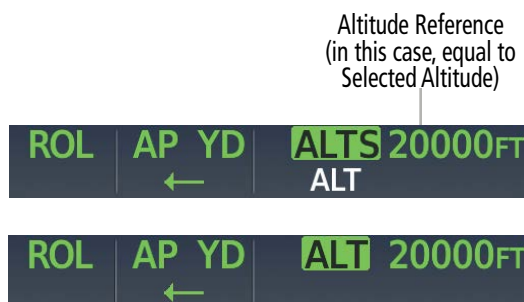 Altitude Reference
(in this case, equal to
Selected Altitude)
ROL AP YD ALTS 20000FT
← ALT
ROL AP YD ALT 20000FT
←